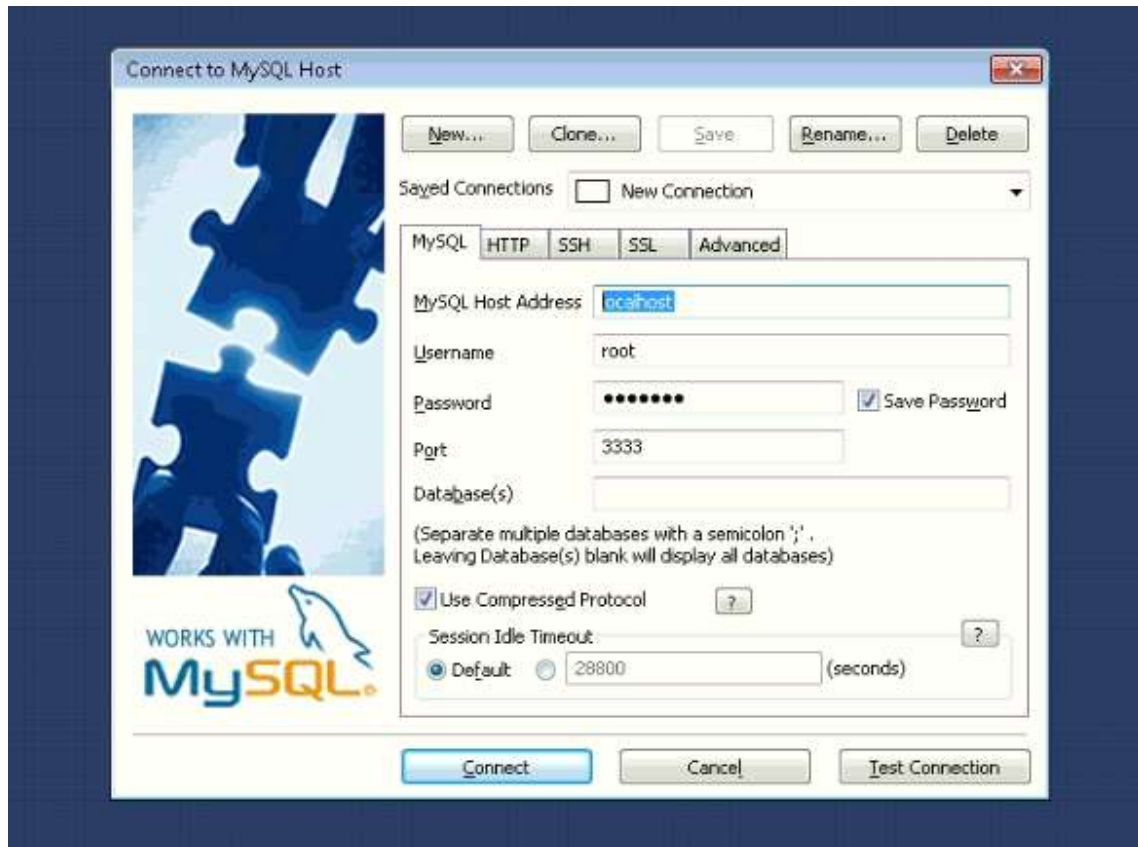 Connect to MySQL Host
New... Clone... Save Rename... Delete
Saved Connections New Connection
MySQL HTTP SSH SSL Advanced
MySQL Host Address localhost
Username root
Password ••••••• Save Password
Port 3333
Database(s)
(Separate multiple databases with a semicolon ';' .
Leaving Database(s) blank will display all databases)
Use Compressed Protocol ?
Session Idle Timeout ?
Default 28800 (seconds)
WORKS WITH
MySQL®
Connect Cancel Test Connection